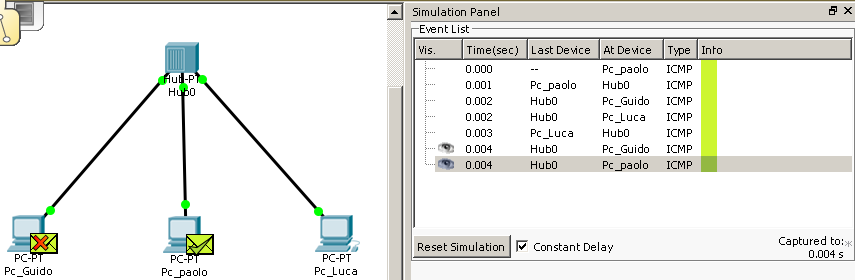 Simulation Panel
Event List
Vis. Time(sec) Last Device At Device Type Info
0.000 -- Pc_paolo ICMP
0.001 Pc_paolo Hub0 ICMP
0.002 Hub0 Pc_Guido ICMP
0.002 Hub0 Pc_Luca ICMP
0.003 Pc_Luca Hub0 ICMP
0.004 Hub0 Pc_Guido ICMP
0.004 Hub0 Pc_paolo ICMP
Reset Simulation Constant Delay Captured to:
0.004 s
Hub-PT
Hub0
PC-PT
Pc_Guido
PC-PT
Pc_paolo
PC-PT
Pc_Luca